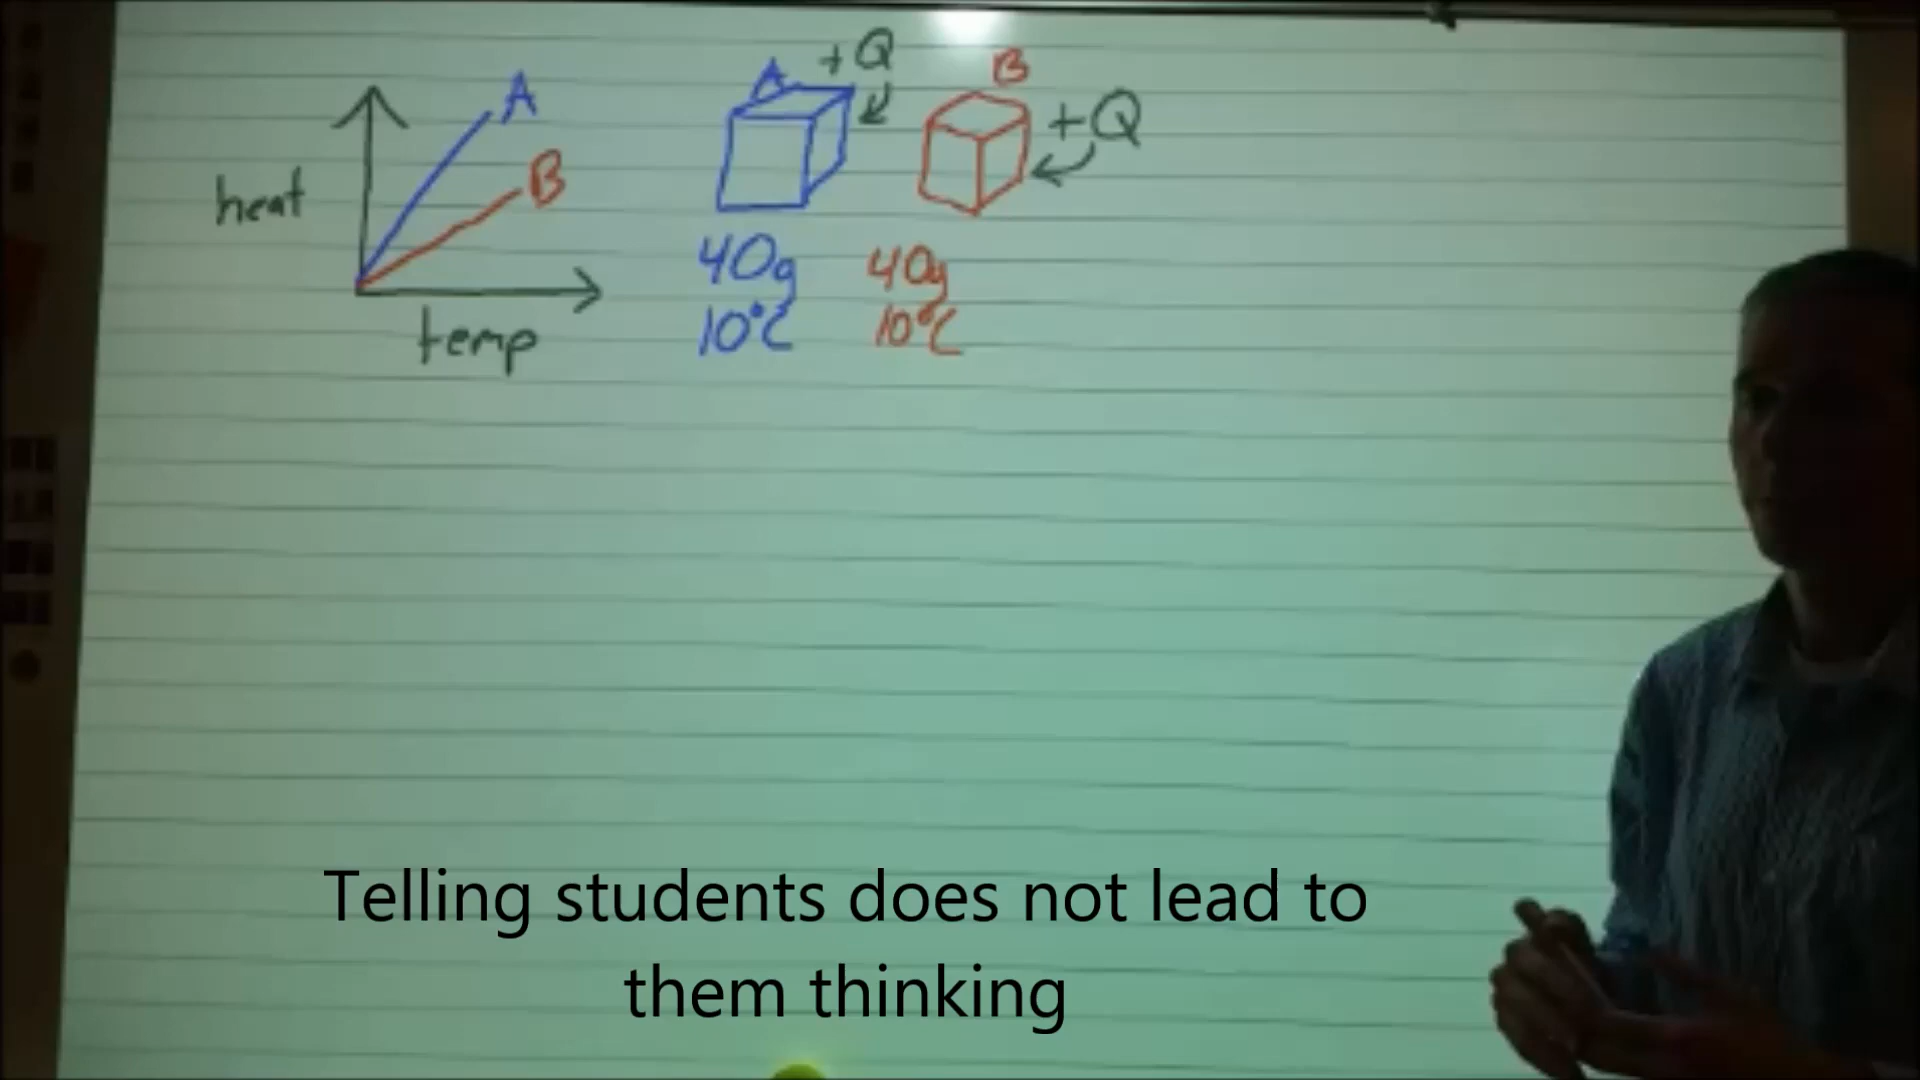 A
B
heat
temp
A
+Q
B
+Q
40g
40g
10°C
10°C
Telling students does not lead to
them thinking